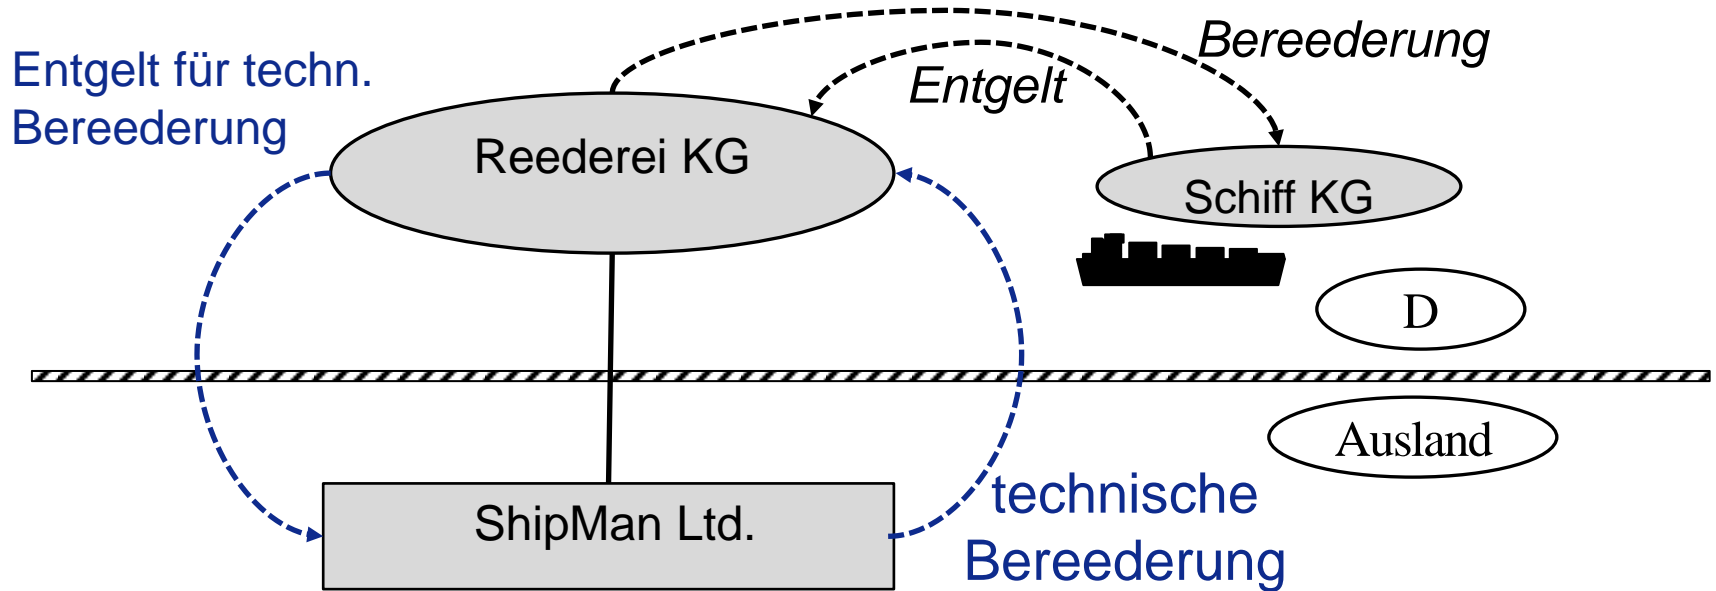 Bereederung
Entgelt für techn.
Bereederung
Entgelt
Reederei KG
Schiff KG
D
Ausland
ShipMan Ltd.
technische
Bereederung